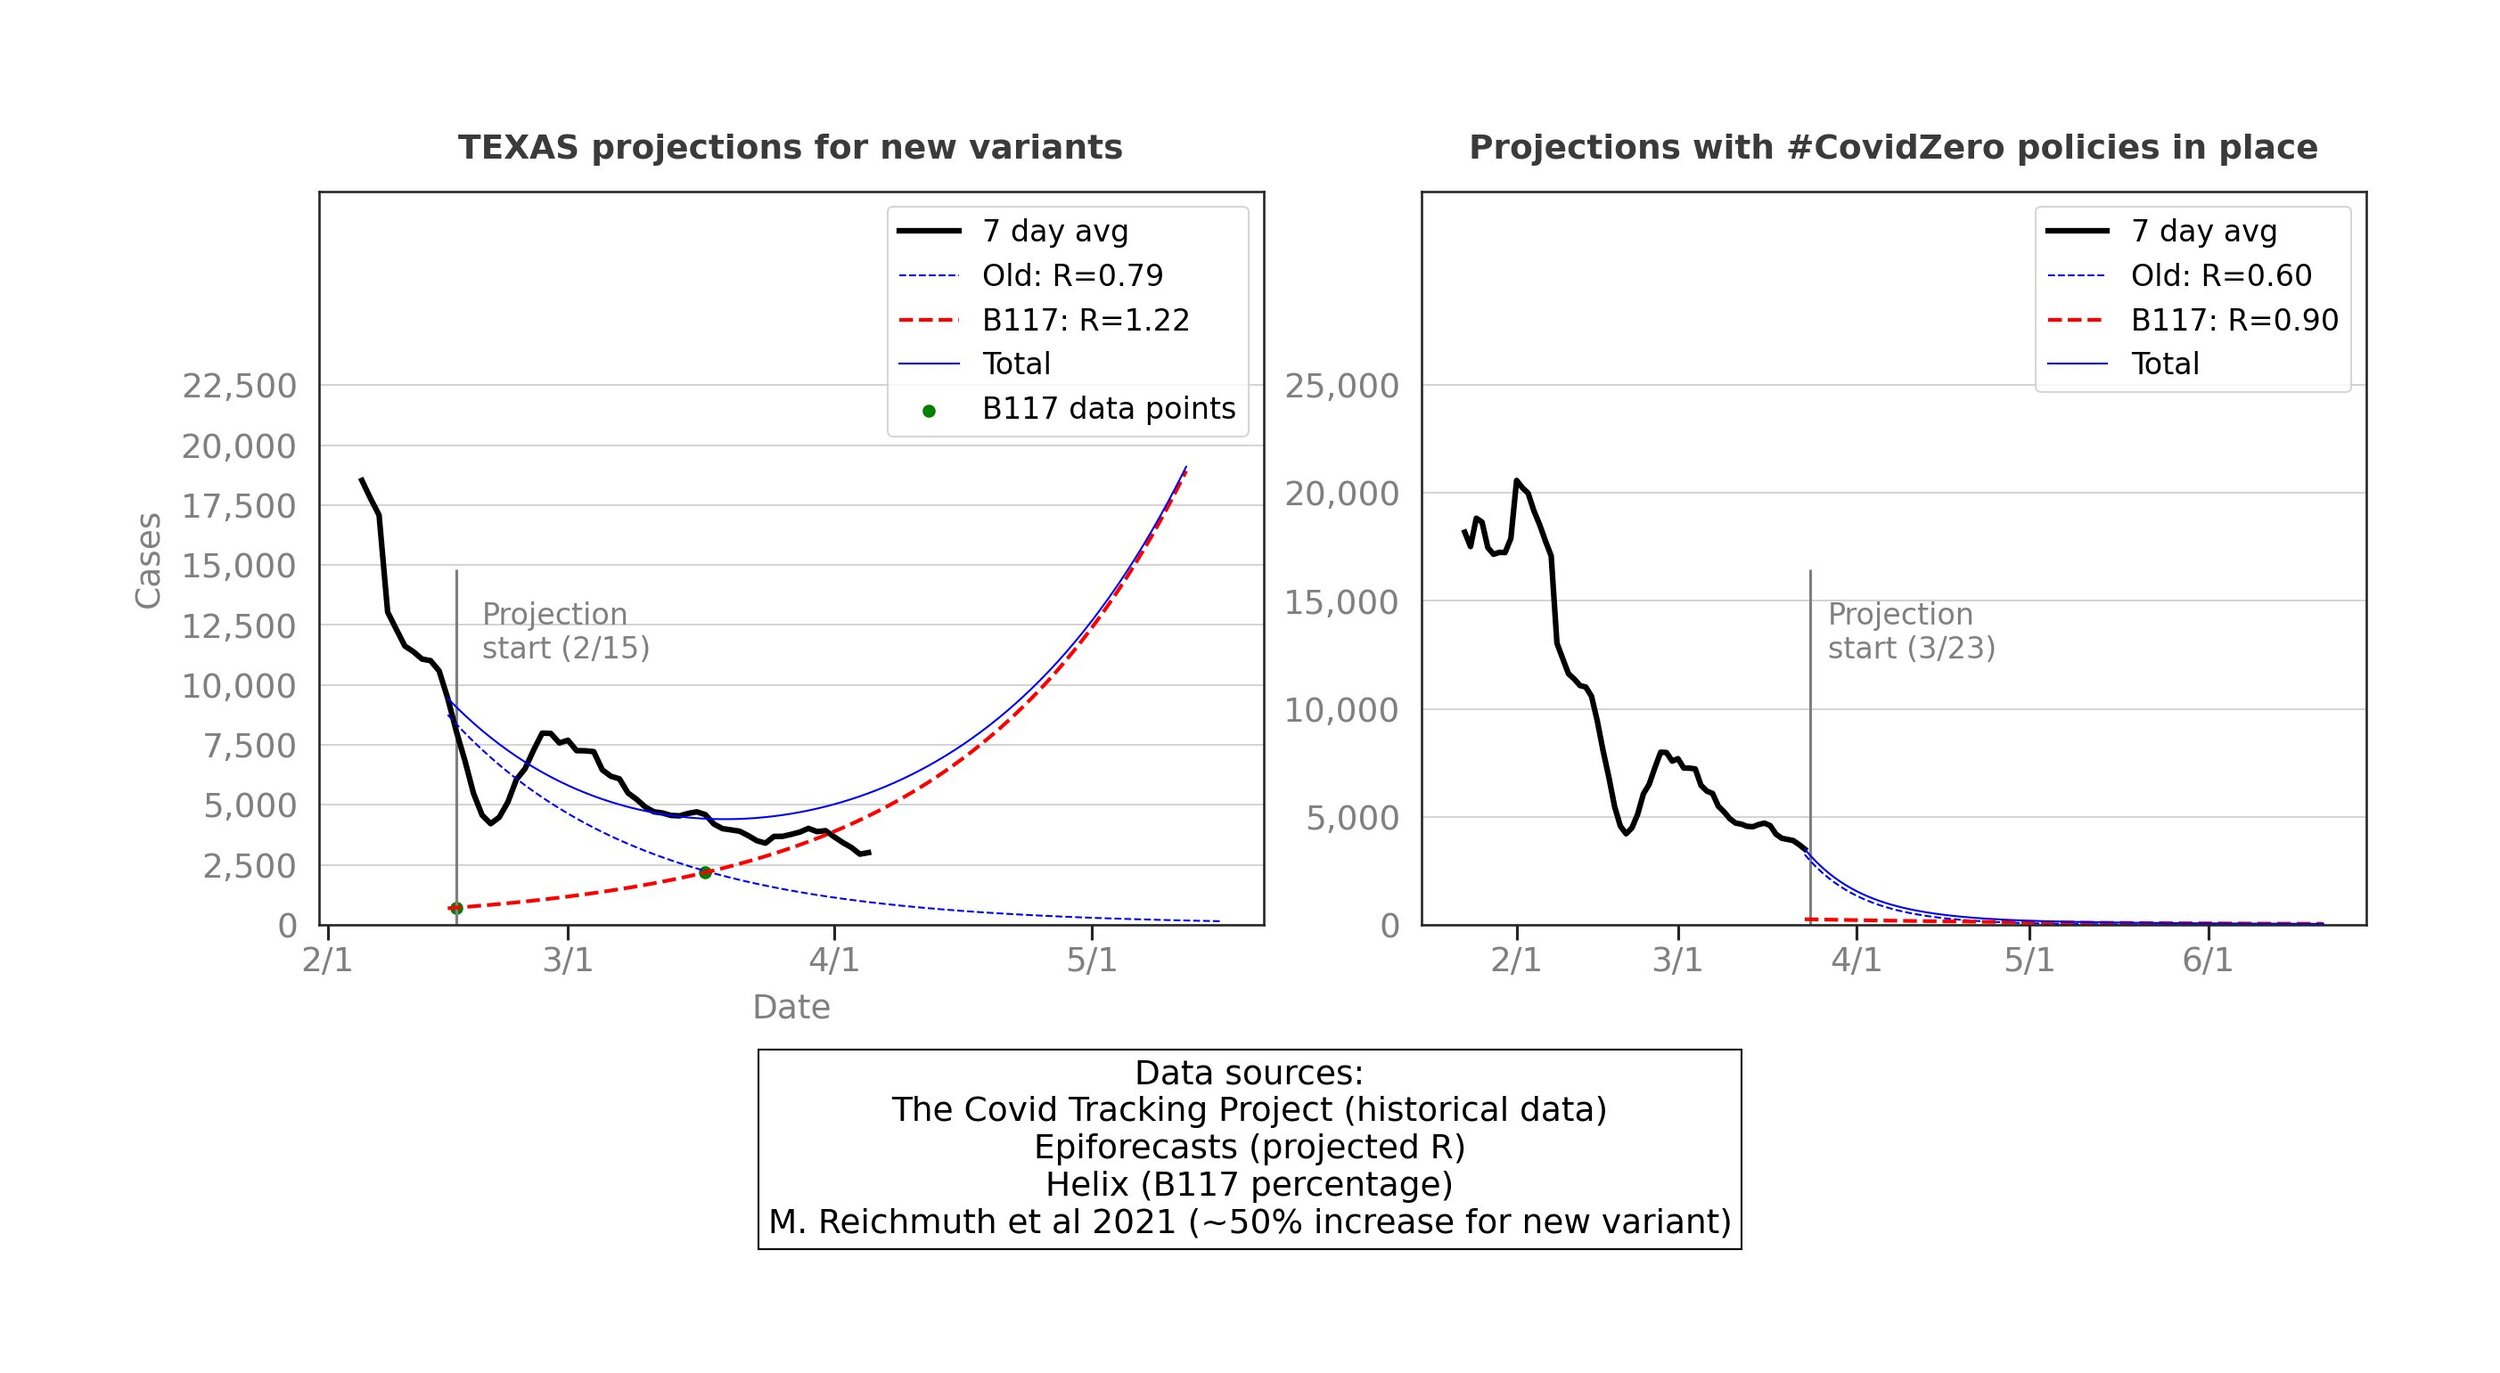 TEXAS projections for new variants
7 day avg
Old: R=0.79
B117: R=1.22
Total
B117 data points
22,500
20,000
17,500
15,000
12,500
10,000
7,500
5,000
2,500
0
Cases
Projection
start (2/15)
2/1
3/1
4/1
5/1
Date
Projections with #CovidZero policies in place
7 day avg
Old: R=0.60
B117: R=0.90
Total
25,000
20,000
15,000
10,000
5,000
0
Projection
start (3/23)
2/1
3/1
4/1
5/1
6/1
Data sources:
The Covid Tracking Project (historical data)
Epiforecasts (projected R)
Helix (B117 percentage)
M. Reichmuth et al 2021 (~50% increase for new variant)